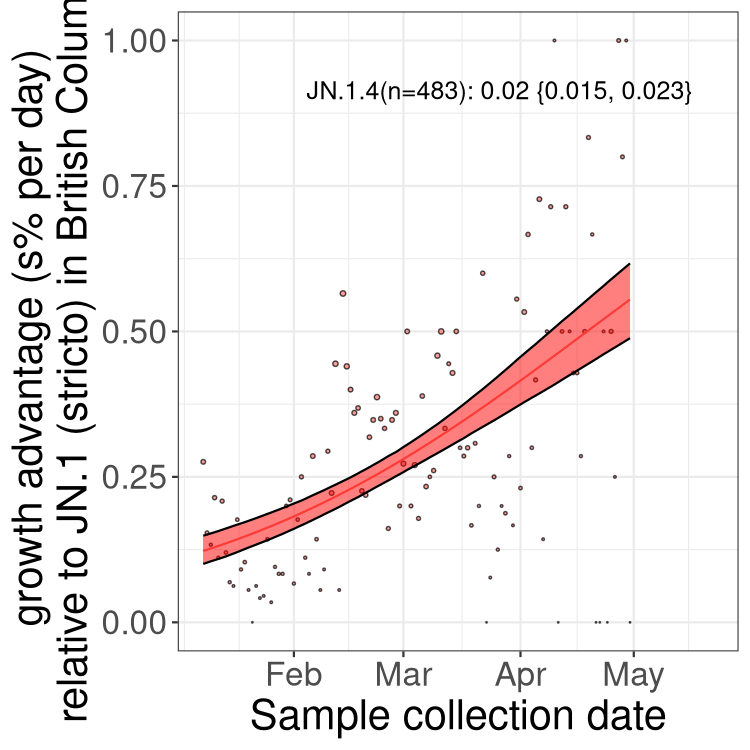 growth advantage (s% per day)
relative to JN.1 (stricto) in British Colum
1.00
0.75
0.50
0.25
0.00
JN.1.4(n=483): 0.02 {0.015, 0.023}
Feb Mar Apr May
Sample collection date